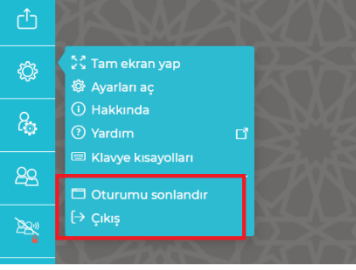 Tam ekran yap
Ayarları aç
Hakkında
Yardım
Klavye kısayolları
Oturumu sonlandır
Çıkış